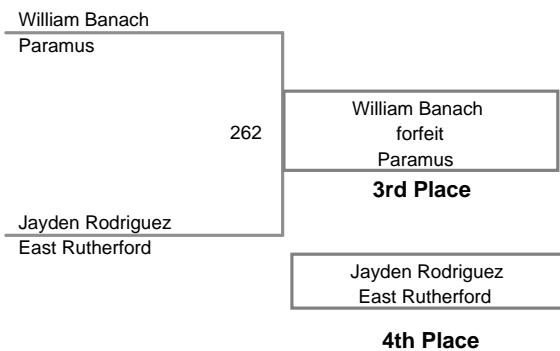 William Banach
Paramus
262
William Banach
forfeit
Paramus
3rd Place
Jayden Rodriguez
East Rutherford
Jayden Rodriguez
East Rutherford
4th Place